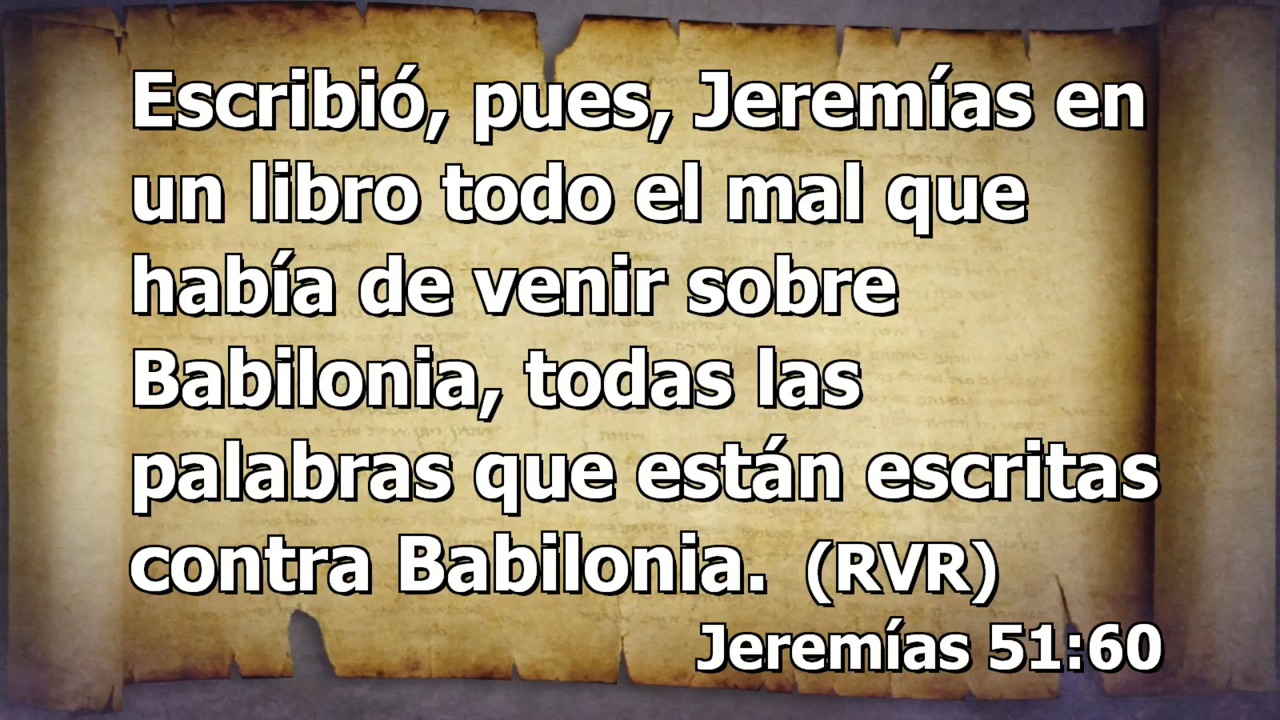 Escribió, pues, Jeremías en
un libro todo el mal que
había de venir sobre
Babilonia, todas las
palabras que están escritas
contra Babilonia. (RVR)
Jeremías 51:60